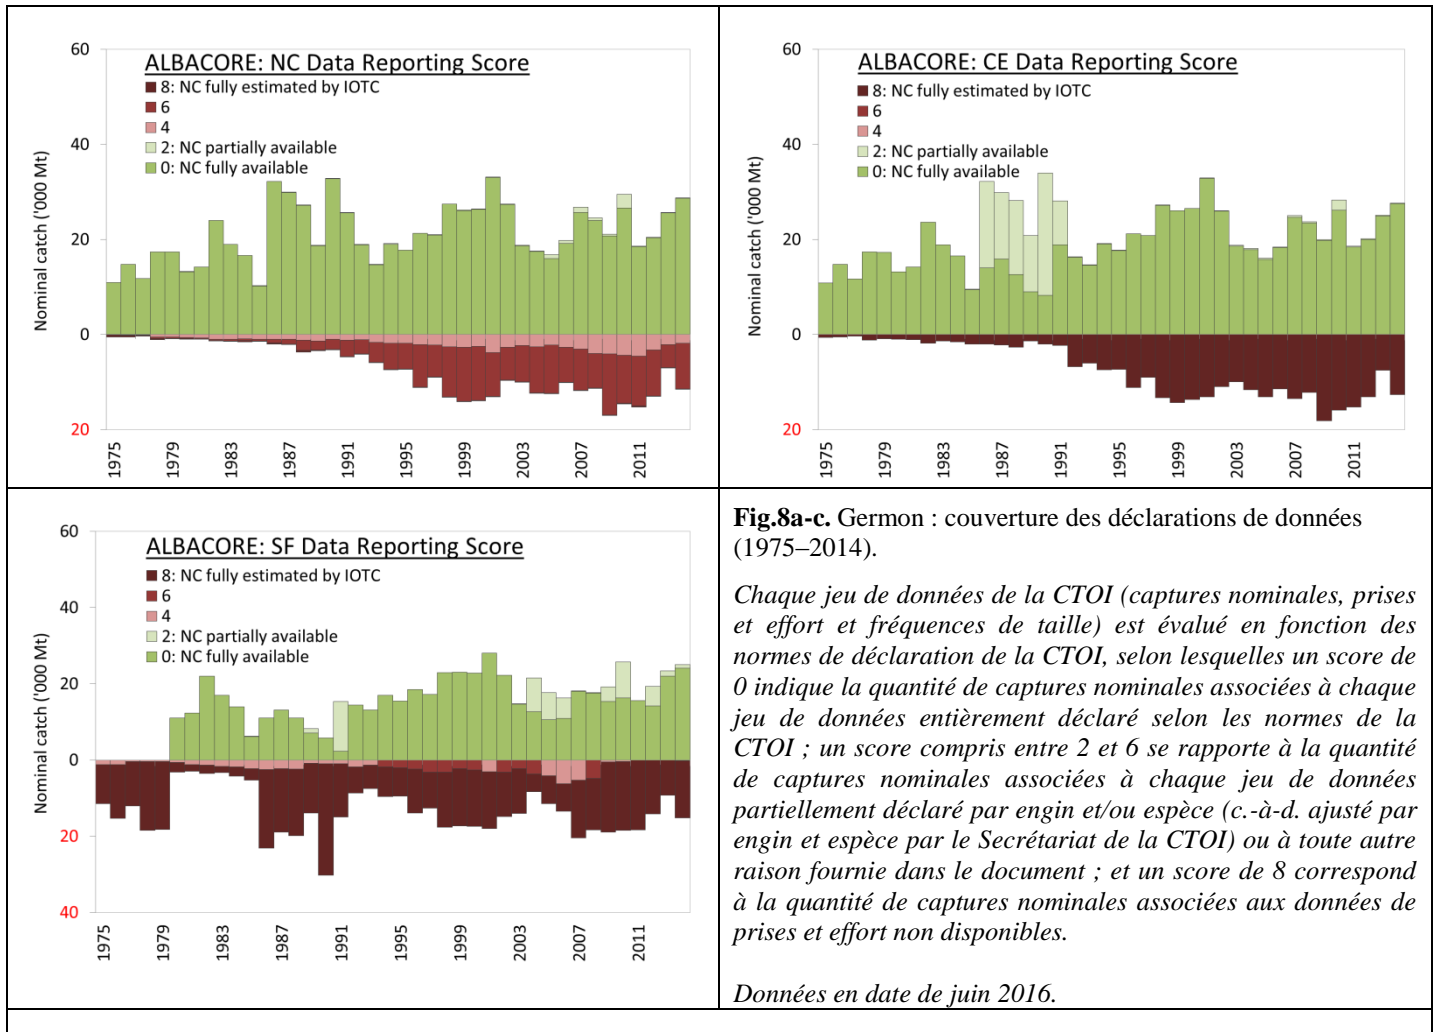 ALBACORE: NC Data Reporting Score
8: NC fully estimated by IOTC
6
4
2: NC partially available
0: NC fully available
Nominal catch ('000 Mt)
60
40
20
0
20
1975
1979
1983
1987
1991
1995
1999
2003
2007
2011
ALBACORE: CE Data Reporting Score
8: NC fully estimated by IOTC
6
4
2: NC partially available
0: NC fully available
Nominal catch ('000 Mt)
60
40
20
0
20
1975
1979
1983
1987
1991
1995
1999
2003
2007
2011
ALBACORE: SF Data Reporting Score
8: NC fully estimated by IOTC
6
4
2: NC partially available
0: NC fully available
Nominal catch ('000 Mt)
60
40
20
0
20
40
1975
1979
1983
1987
1991
1995
1999
2003
2007
2011
Fig.8a-c. Germon : couverture des déclarations de données
(1975–2014).
Chaque jeu de données de la CTOI (captures nominales, prises
et effort et fréquences de taille) est évalué en fonction des
normes de déclaration de la CTOI, selon lesquelles un score de
0 indique la quantité de captures nominales associées à chaque
jeu de données entièrement déclaré selon les normes de la
CTOI ; un score compris entre 2 et 6 se rapporte à la quantité
de captures nominales associées à chaque jeu de données
partiellement déclaré par engin et/ou espèce (c.-à-d. ajusté par
engin et espèce par le Secrétariat de la CTOI) ou à toute autre
raison fournie dans le document ; et un score de 8 correspond
à la quantité de captures nominales associées aux données de
prises et effort non disponibles.
Données en date de juin 2016.